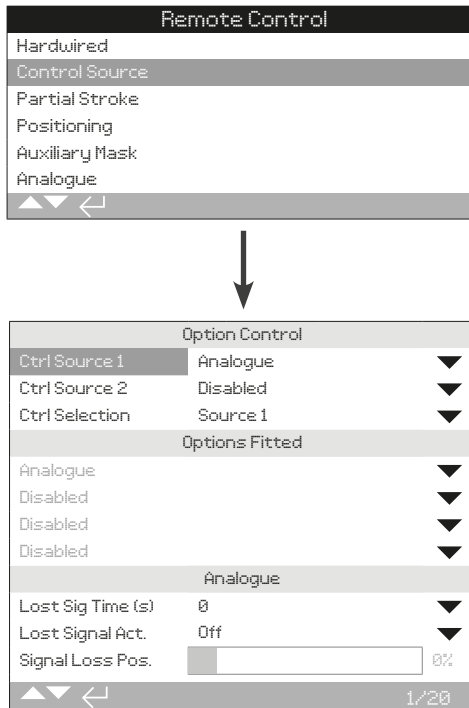 Remote Control
Hardwired
Control Source
Partial Stroke
Positioning
Auxiliary Mask
Analogue
Option Control
Ctrl Source 1 Analogue
Ctrl Source 2 Disabled
Ctrl Selection Source 1
Options Fitted
Analogue
Disabled
Disabled
Disabled
Analogue
Lost Sig Time (s) 0
Lost Signal Act. Off
Signal Loss Pos. 0%
1/20